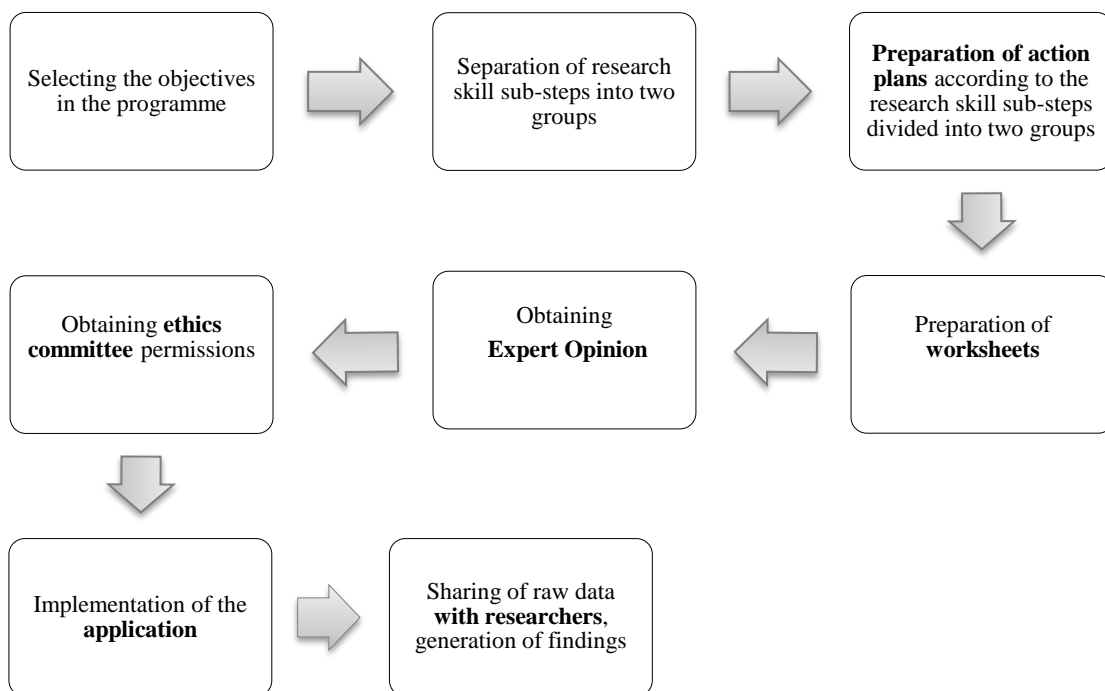 Selecting the objectives
in the programme
Separation of research
skill sub-steps into two
groups
Preparation of action
plans according to the
research skill sub-steps
divided into two groups
Preparation of
worksheets
Obtaining
Expert Opinion
Obtaining ethics
committee permissions
Implementation of the
application
Sharing of raw data
with researchers,
generation of findings